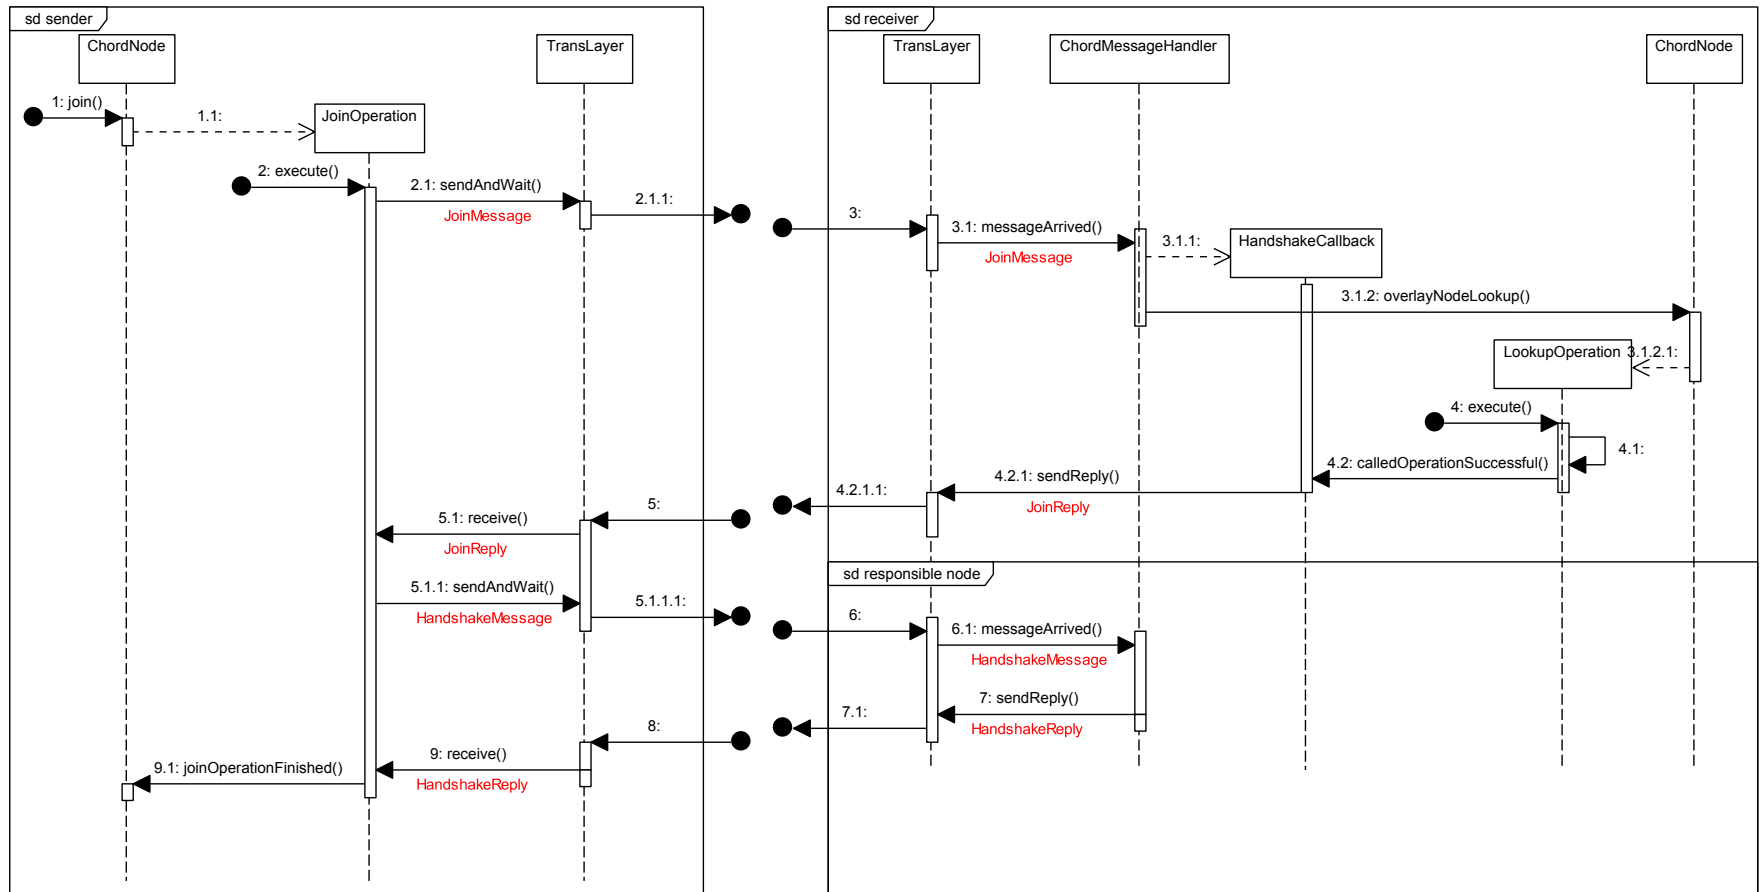 sd sender
ChordNode
TransLayer
1: join()
1.1:
JoinOperation
2: execute()
2.1: sendAndWait()
JoinMessage
2.1.1:
5:
5.1: receive()
JoinReply
5.1.1: sendAndWait()
HandshakeMessage
5.1.1.1:
8:
9: receive()
HandshakeReply
9.1: joinOperationFinished()
sd receiver
TransLayer
ChordMessageHandler
ChordNode
3:
3.1: messageArrived()
JoinMessage
3.1.1:
HandshakeCallback
3.1.2: overlayNodeLookup()
LookupOperation
3.1.2.1:
4: execute()
4.1:
4.2: calledOperationSuccessful()
4.2.1: sendReply()
JoinReply
4.2.1.1:
sd responsible node
6:
6.1: messageArrived()
HandshakeMessage
7: sendReply()
HandshakeReply
7.1: